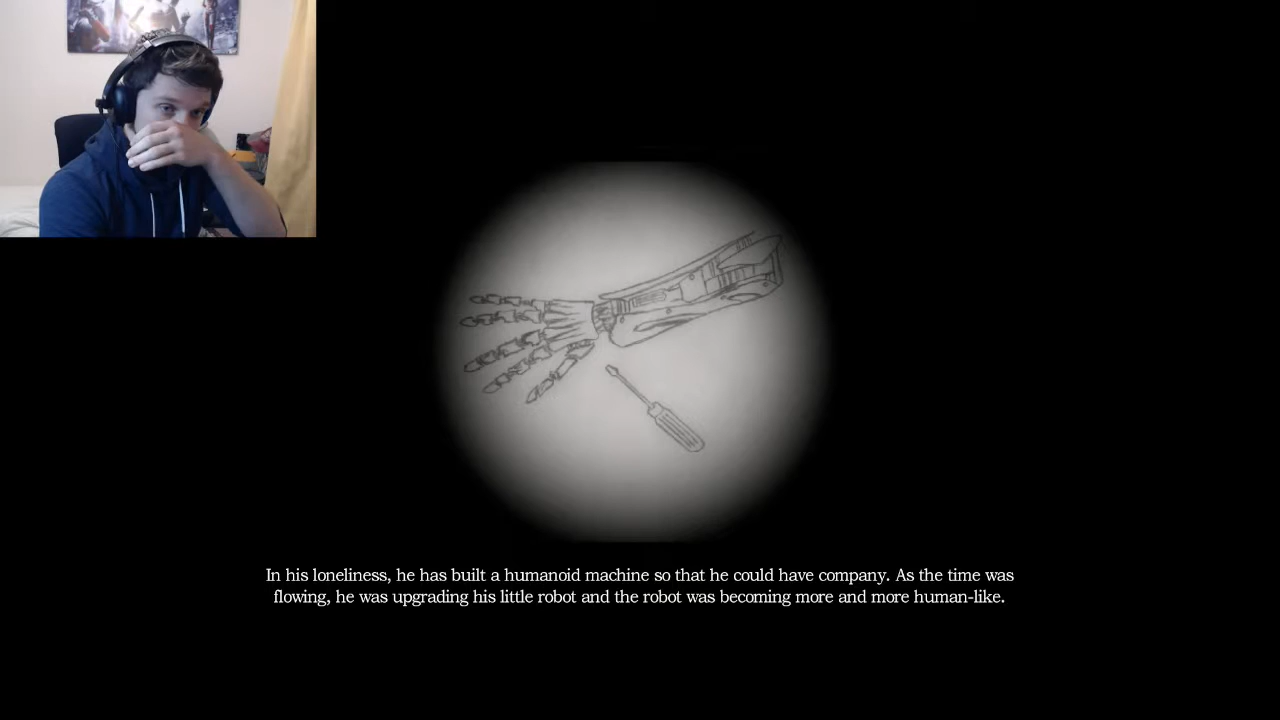 In his loneliness, he has built a humanoid machine so that he could have company. As the time was
flowing, he was upgrading his little robot and the robot was becoming more and more human-like.